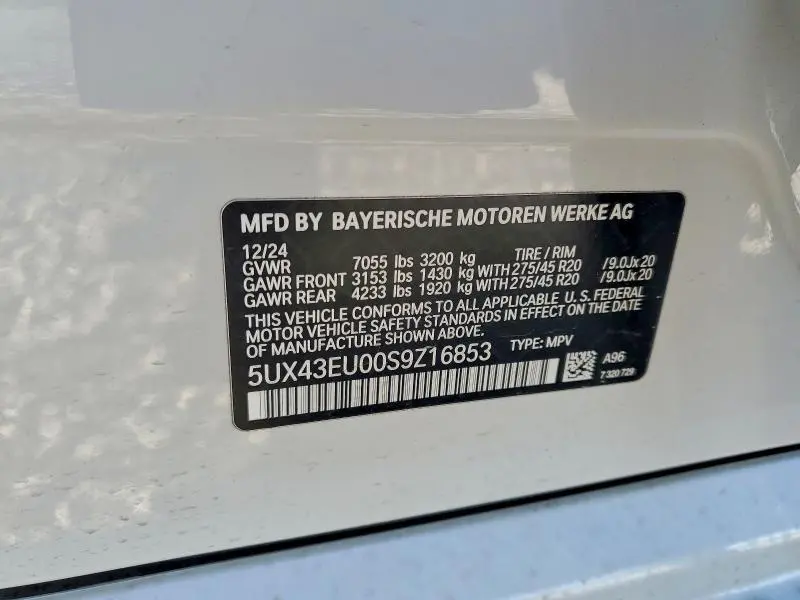 MFD BY BAYERISCHE MOTOREN WERKE AG
12/24 TIRE / RIM
GVWR 7055 lbs 3200 kg
GAWR FRONT 3153 lbs 1430 kg WITH 275/45 R20 /9.0Jx20
GAWR REAR 4233 lbs 1920 kg WITH 275/45 R20 /9.0Jx20
THIS VEHICLE CONFORMS TO ALL APPLICABLE U.S. FEDERAL
MOTOR VEHICLE SAFETY STANDARDS IN EFFECT ON THE DATE
OF MANUFACTURE SHOWN ABOVE.
5UX43EU00S9Z16853 TYPE: MPV
A96
7 320 729